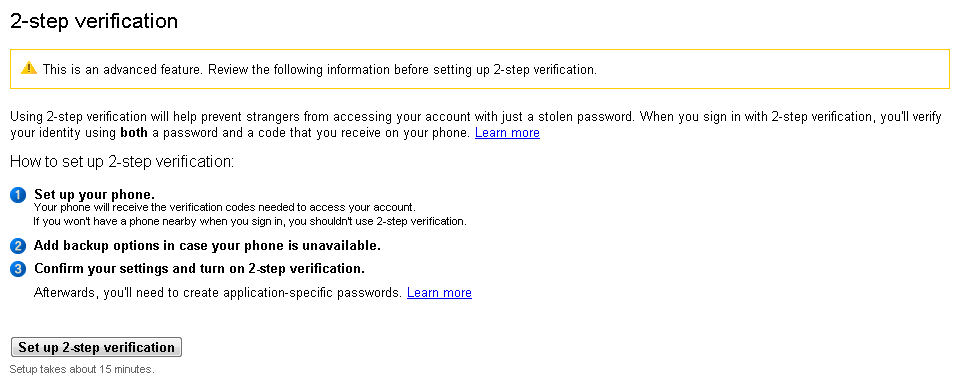 2-step verification
This is an advanced feature. Review the following information before setting up 2-step verification.
Using 2-step verification will help prevent strangers from accessing your account with just a stolen password. When you sign in with 2-step verification, you'll verify
your identity using both a password and a code that you receive on your phone. Learn more
How to set up 2-step verification:
1 Set up your phone.
Your phone will receive the verification codes needed to access your account.
If you won't have a phone nearby when you sign in, you shouldn't use 2-step verification.
2 Add backup options in case your phone is unavailable.
3 Confirm your settings and turn on 2-step verification.
Afterwards, you'll need to create application-specific passwords. Learn more
Set up 2-step verification
Setup takes about 15 minutes.